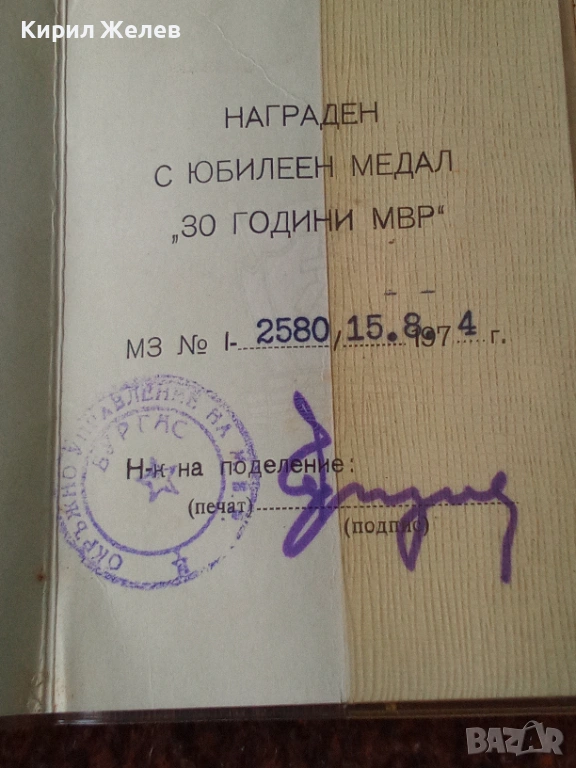 Кирил Желев
НАГРАДЕН
С ЮБИЛЕЕН МЕДАЛ
„30 ГОДИНИ МВР“
МЗ № I-2580/15.8.1974 г.
ОКРЪЖНО УПРАВЛЕНИЕ НА М.В.Р.
БУРГАС
Н-к на поделение:
(печат)
(подпис)
BAZAR